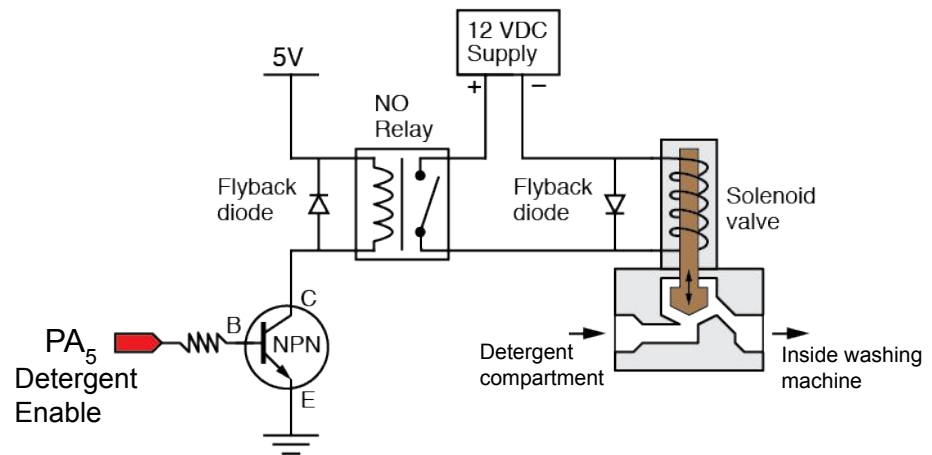 12 VDC
Supply
5V
+
−
NO
Relay
Flyback
diode
Flyback
diode
Solenoid
valve
C
B
NPN
E
PA5
Detergent
Enable
Detergent
compartment
Inside washing
machine